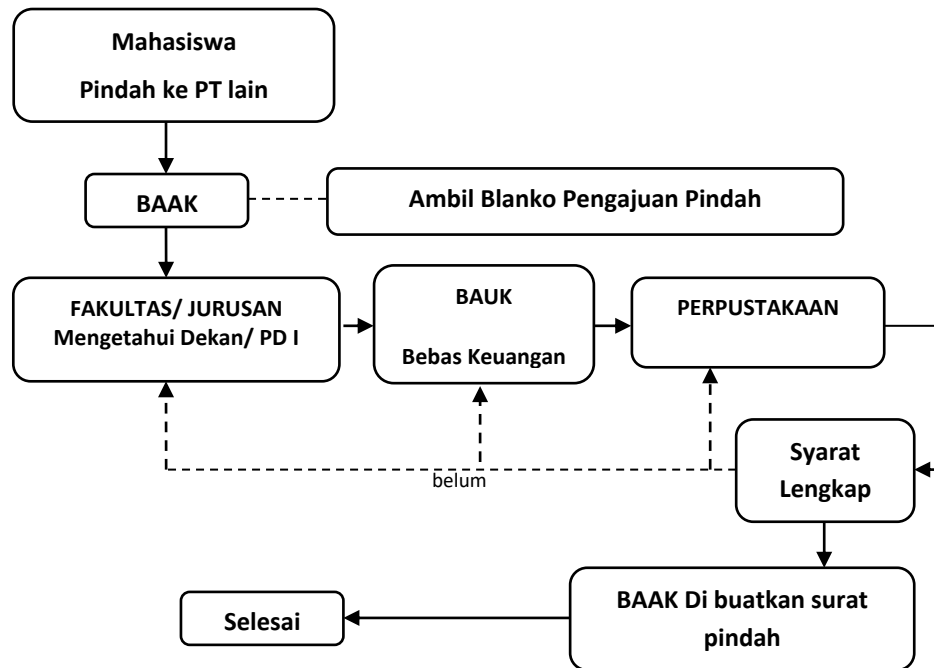 Mahasiswa
Pindah ke PT lain
BAAK
Ambil Blanko Pengajuan Pindah
FAKULTAS/ JURUSAN
Mengetahui Dekan/ PD I
BAUK
Bebas Keuangan
PERPUSTAKAAN
Syarat
Lengkap
belum
BAAK Di buatkan surat
pindah
Selesai